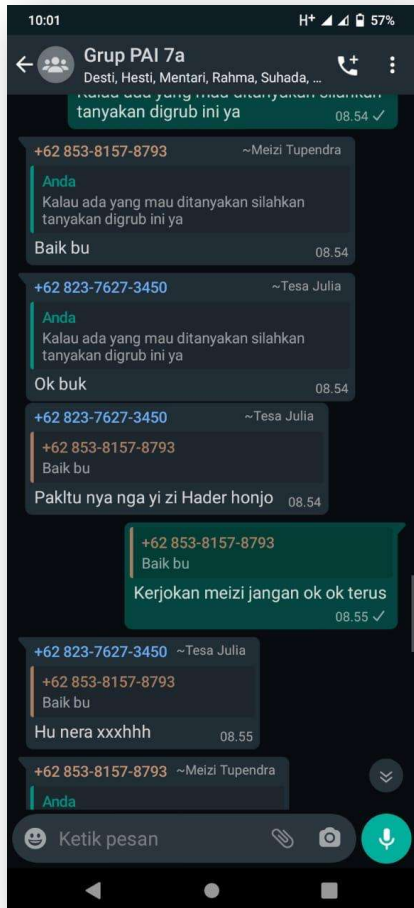 10:01 H+ 57%
Grup PAI 7a
Desti, Hesti, Mentari, Rahma, Suhada, ...
Kalau ada yang mau ditanyakan silahkan
tanyakan digrub ini ya 08.54
+62 853-8157-8793 ~Meizi Tupendra
Anda
Kalau ada yang mau ditanyakan silahkan
tanyakan digrub ini ya
Baik bu 08.54
+62 823-7627-3450 ~Tesa Julia
Anda
Kalau ada yang mau ditanyakan silahkan
tanyakan digrub ini ya
Ok buk 08.54
+62 823-7627-3450 ~Tesa Julia
+62 853-8157-8793
Baik bu
Pakltu nya nga yi zi Hader honjo 08.54
+62 853-8157-8793
Baik bu
Kerjokan meizi jangan ok ok terus
08.55
+62 823-7627-3450 ~Tesa Julia
+62 853-8157-8793
Baik bu
Hu nera xxxhhh 08.55
+62 853-8157-8793 ~Meizi Tupendra
Anda
Ketik pesan